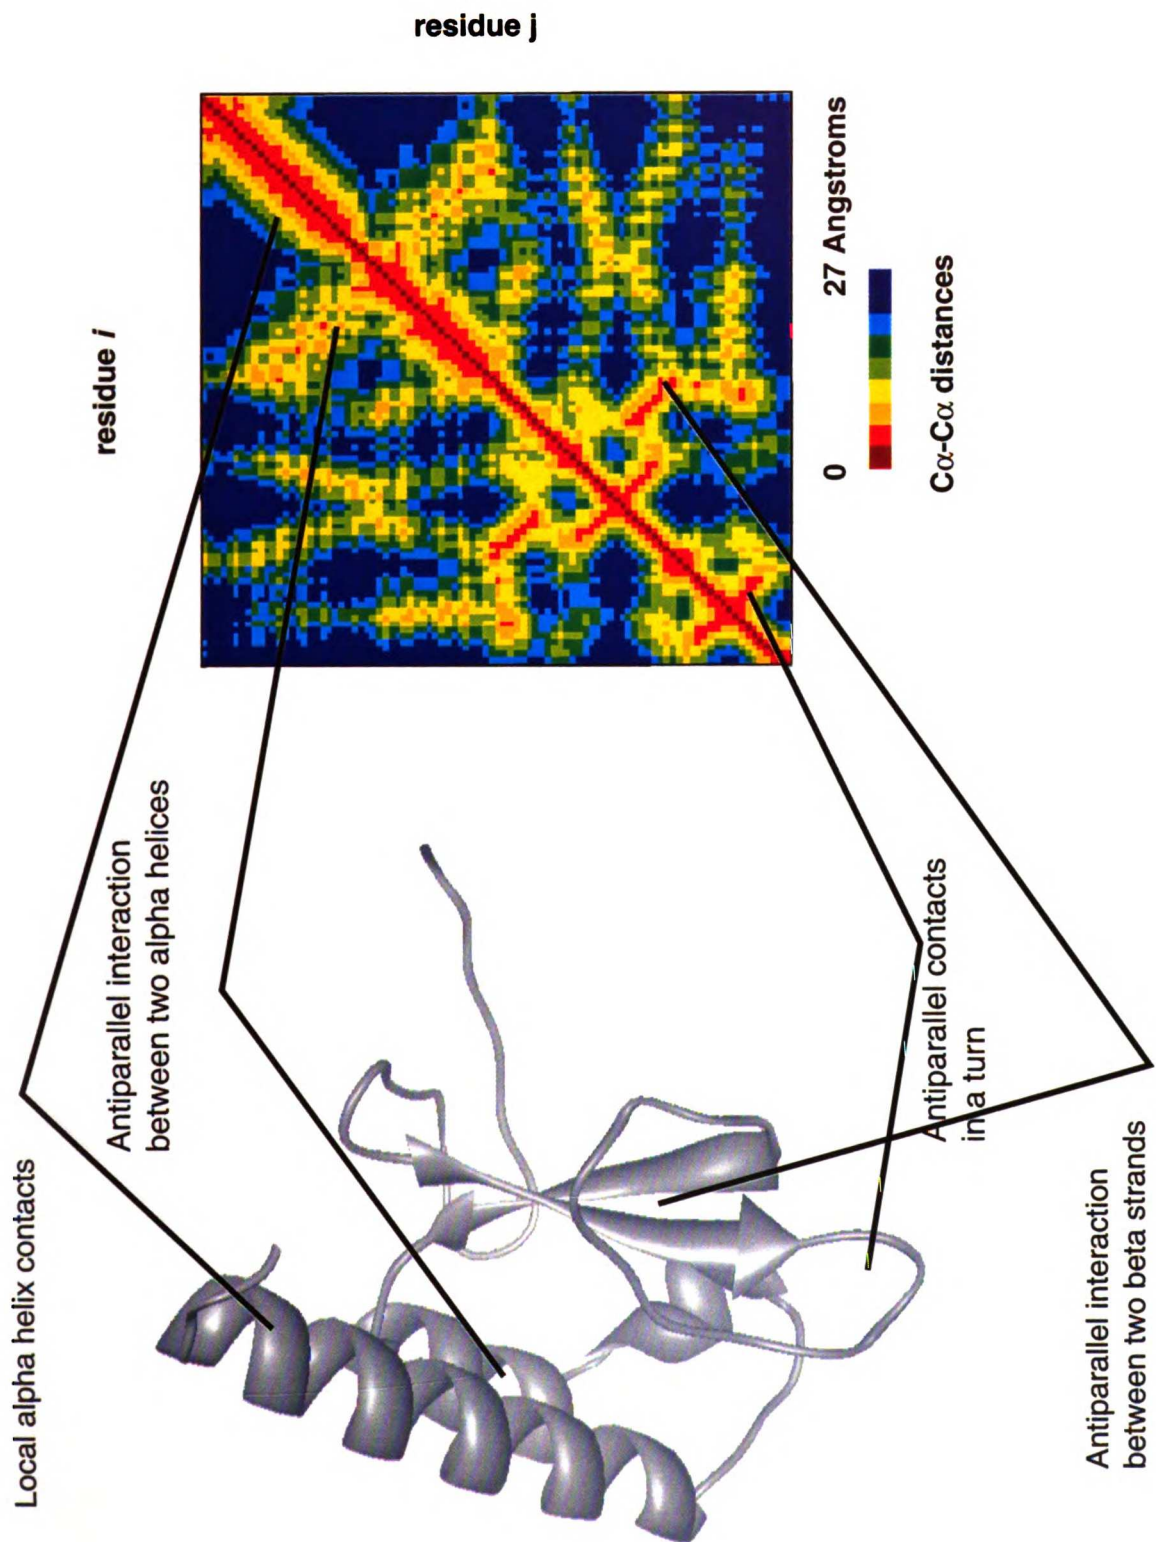 residue j
residue i
0
27 Angstroms
Cα-Cα distances
Local alpha helix contacts
Antiparallel interaction
between two alpha helices
Antiparallel contacts
in a turn
Antiparallel interaction
between two beta strands